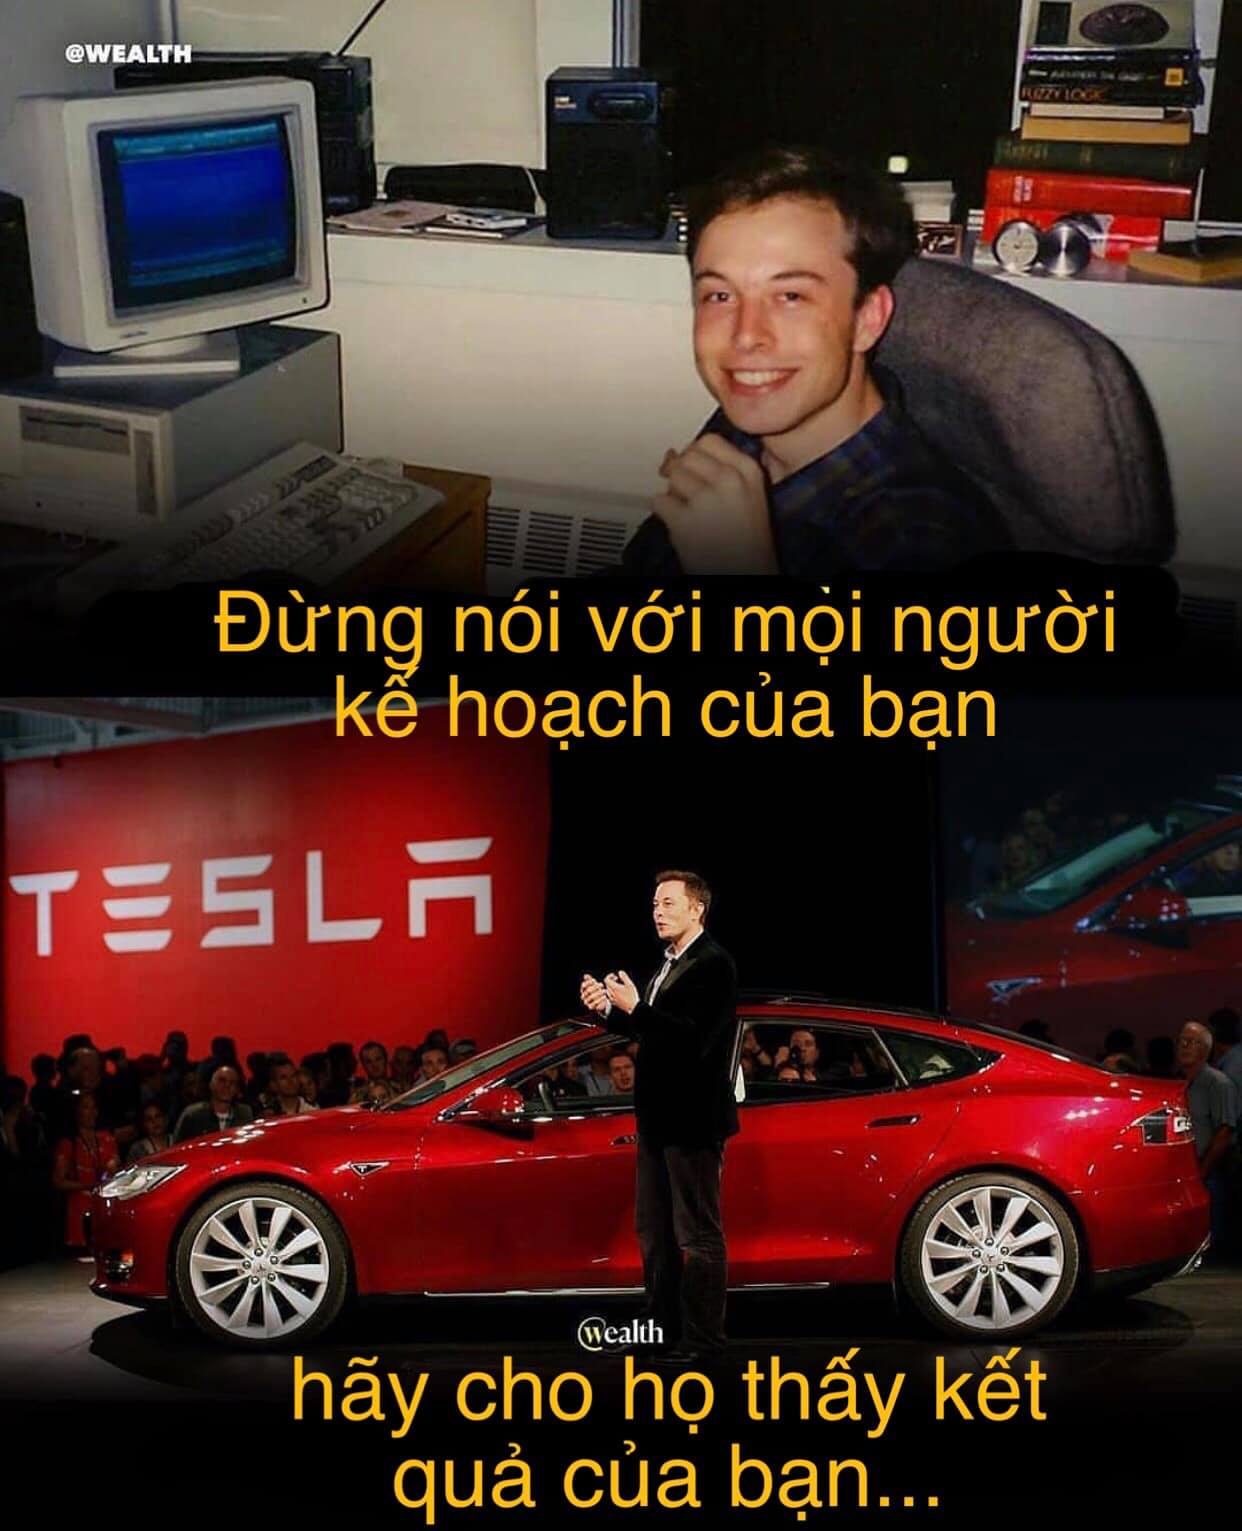 @WEALTH
FUZZY LOGIC
Đừng nói với mọi người
kế hoạch của bạn
TESLA
@wealth
hãy cho họ thấy kết
quả của bạn...